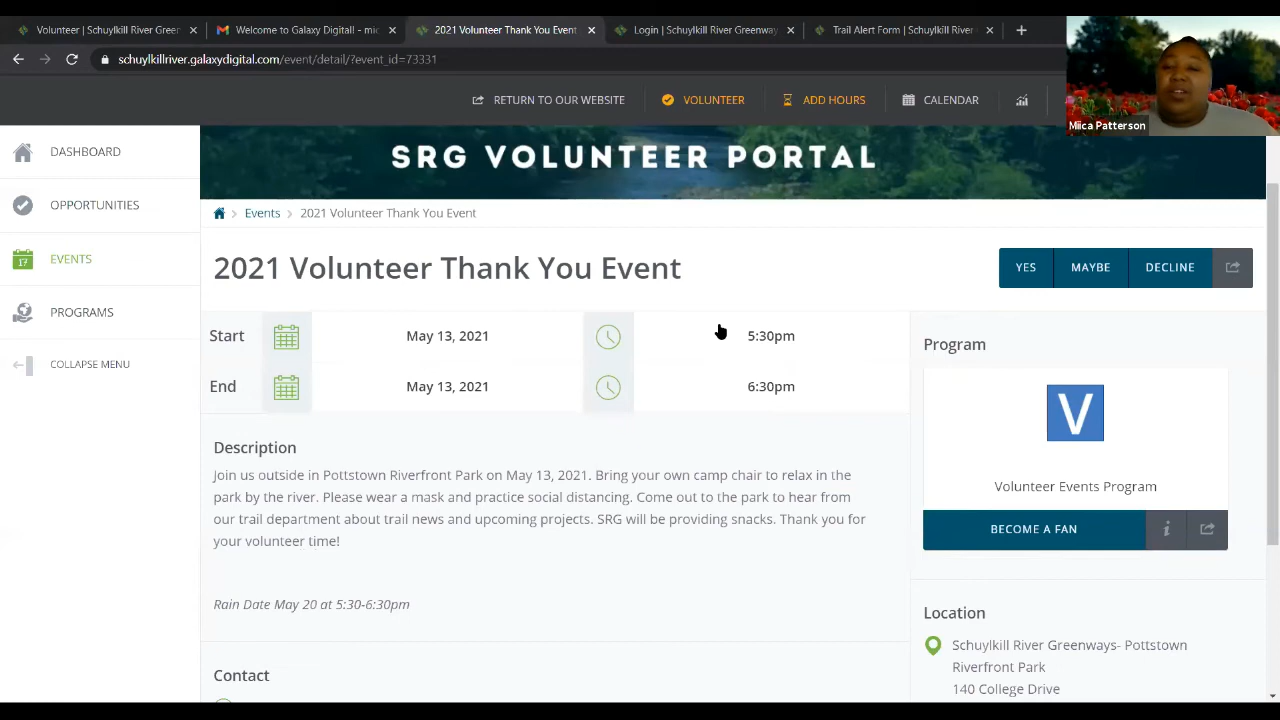 Volunteer | Schuylkill River Green
Welcome to Galaxy Digital! - mi
2021 Volunteer Thank You Event
Login | Schuylkill River Greenway
Trail Alert Form | Schuylkill River
schuylkillriver.galaxydigital.com/event/detail/?event_id=73331
RETURN TO OUR WEBSITE
VOLUNTEER
ADD HOURS
CALENDAR
Miica Patterson
DASHBOARD
OPPORTUNITIES
EVENTS
17
PROGRAMS
COLLAPSE MENU
SRG VOLUNTEER PORTAL
Events > 2021 Volunteer Thank You Event
2021 Volunteer Thank You Event
YES MAYBE DECLINE
Start May 13, 2021 5:30pm
End May 13, 2021 6:30pm
Description
Join us outside in Pottstown Riverfront Park on May 13, 2021. Bring your own camp chair to relax in the
park by the river. Please wear a mask and practice social distancing. Come out to the park to hear from
our trail department about trail news and upcoming projects. SRG will be providing snacks. Thank you for
your volunteer time!
Rain Date May 20 at 5:30-6:30pm
Contact
Program
V
Volunteer Events Program
BECOME A FAN
Location
Schuylkill River Greenways- Pottstown
Riverfront Park
140 College Drive